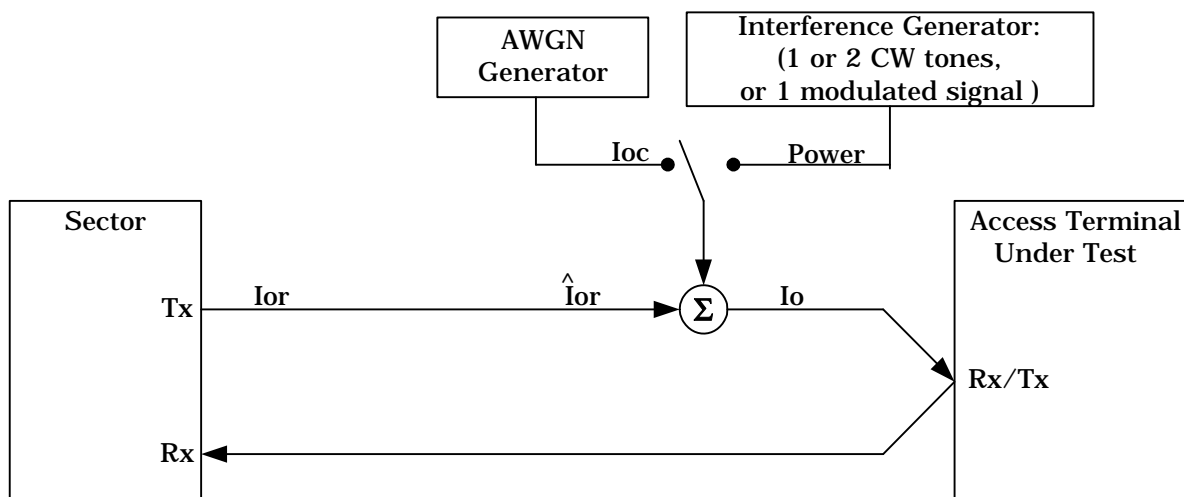 AWGN
Generator
Interference Generator:
(1 or 2 CW tones,
or 1 modulated signal )
Ioc
Power
Sector
Access Terminal
Under Test
Tx
Ior
Îor
Σ
Io
Rx/Tx
Rx